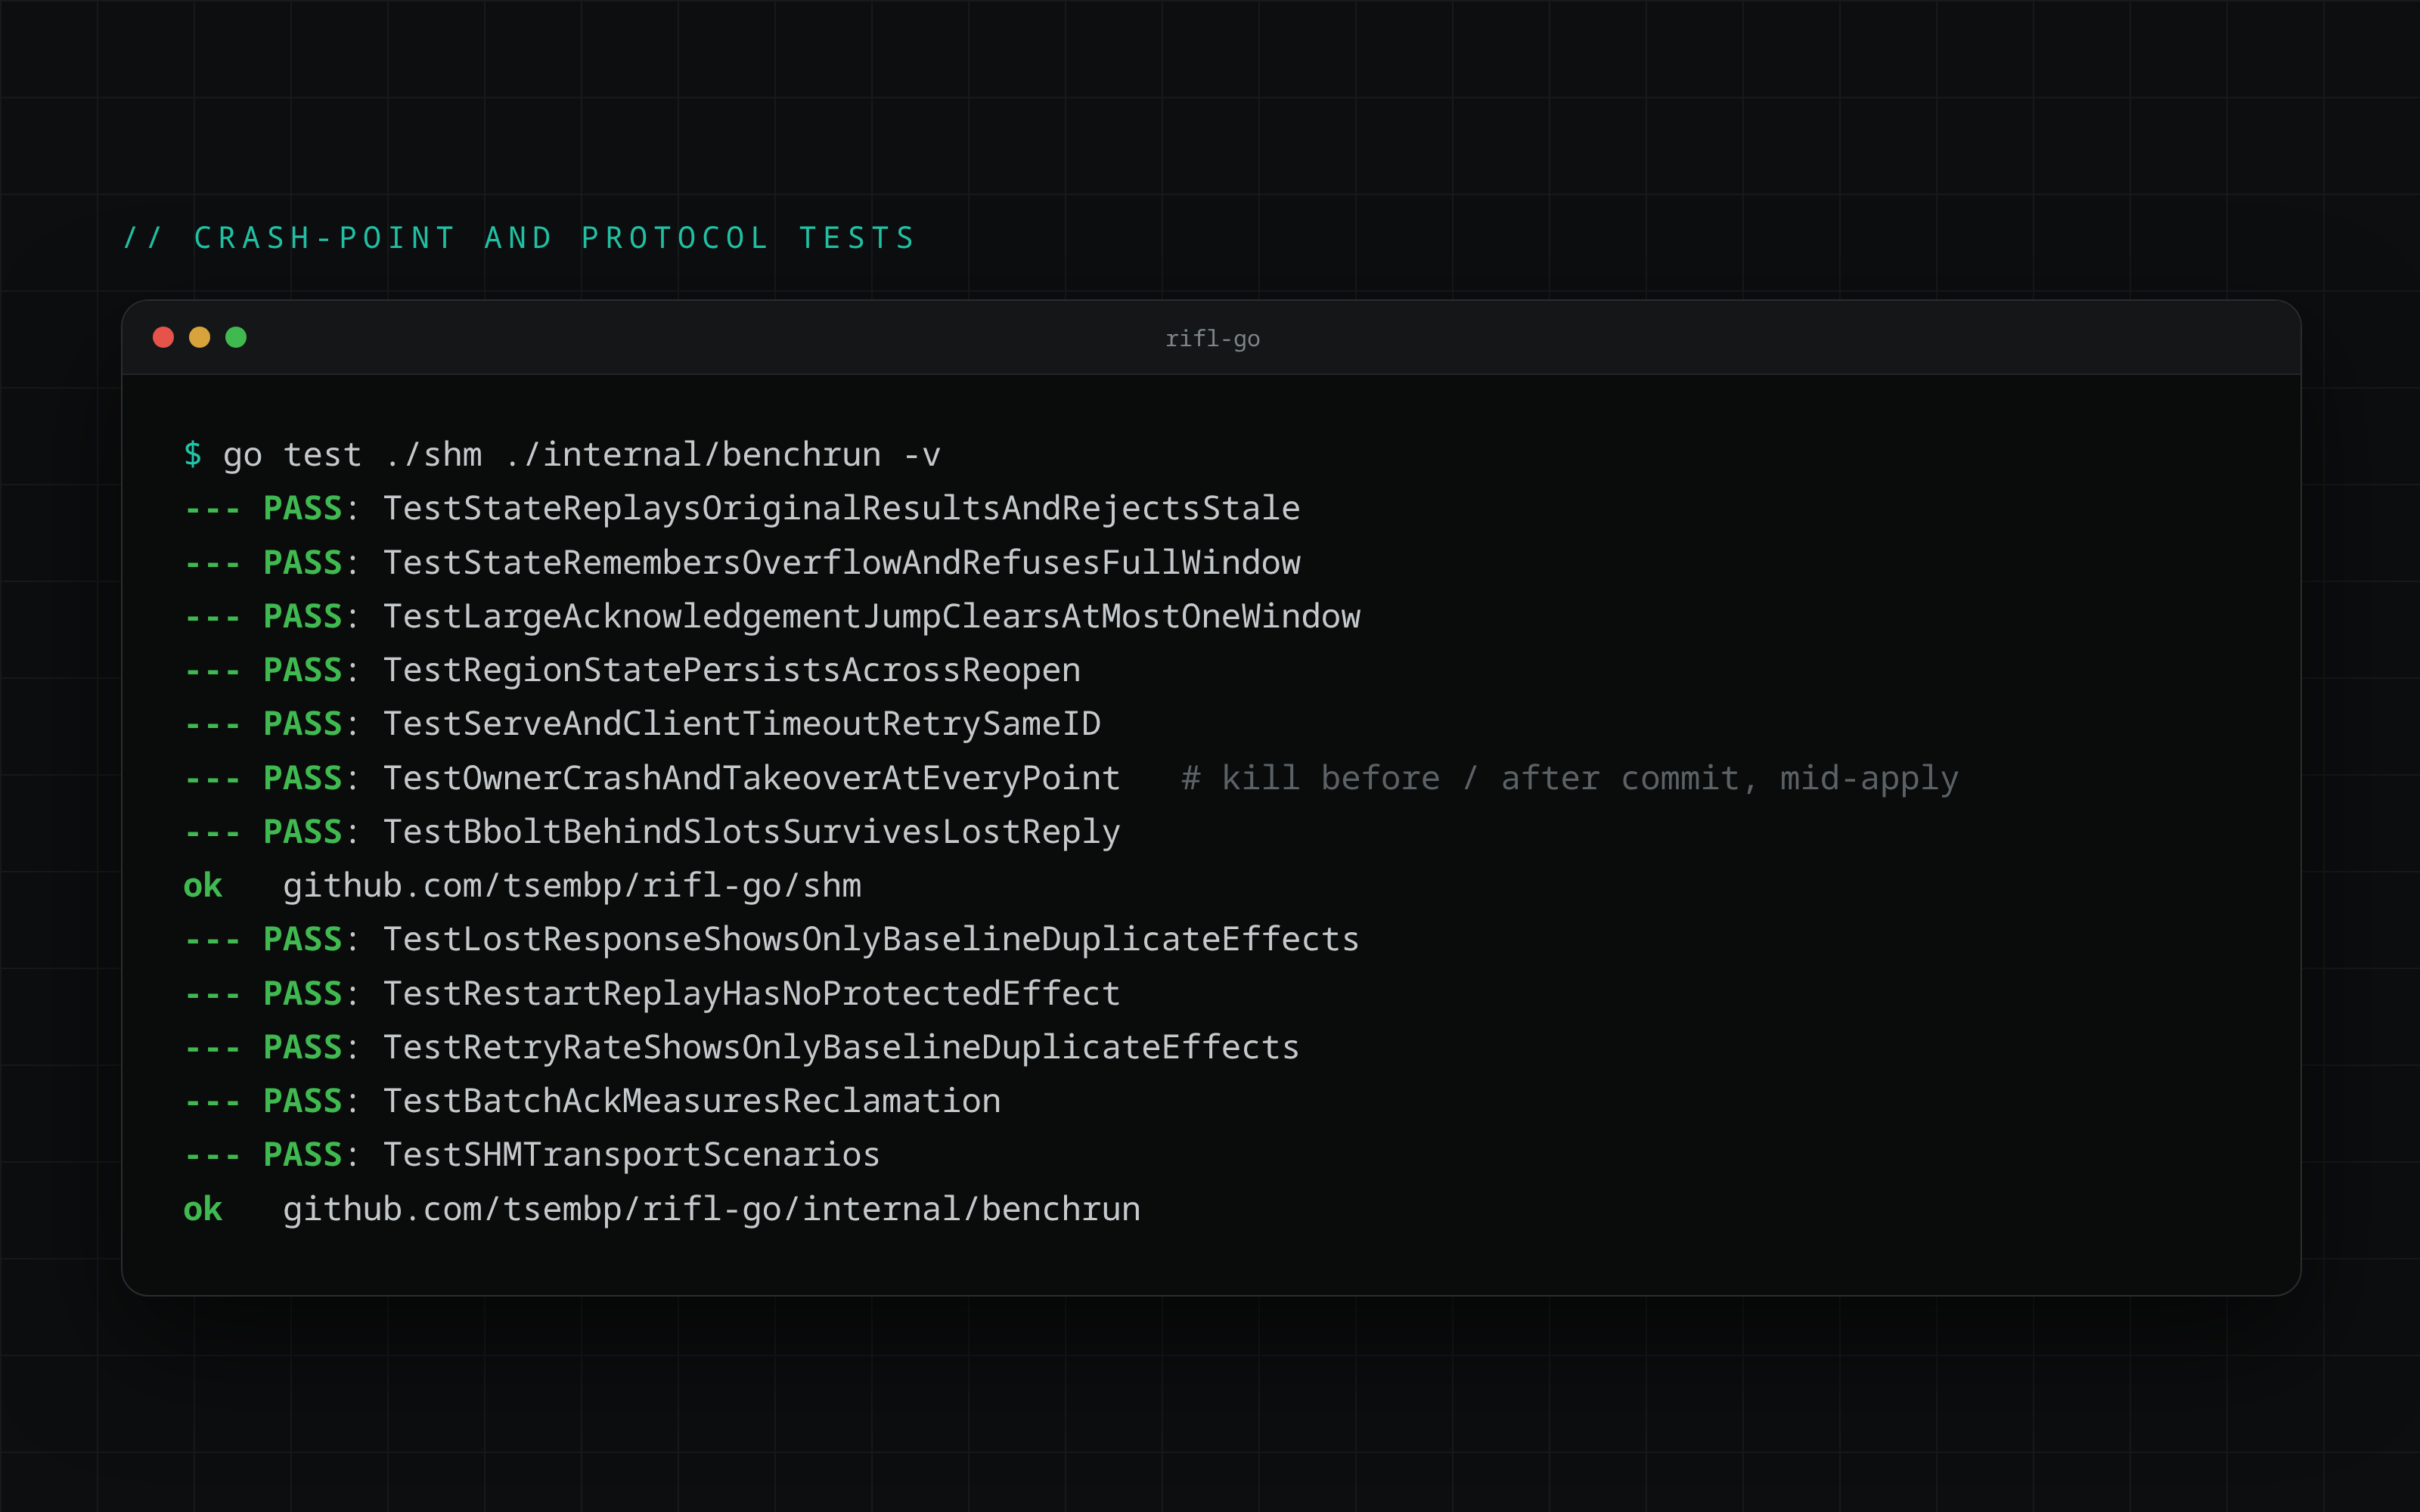 // CRASH-POINT AND PROTOCOL TESTS
rifl-go
$ go test ./shm ./internal/benchrun -v
--- PASS: TestStateReplaysOriginalResultsAndRejectsStale
--- PASS: TestStateRemembersOverflowAndRefusesFullWindow
--- PASS: TestLargeAcknowledgementJumpClearsAtMostOneWindow
--- PASS: TestRegionStatePersistsAcrossReopen
--- PASS: TestServeAndClientTimeoutRetrySameID
--- PASS: TestOwnerCrashAndTakeoverAtEveryPoint   # kill before / after commit, mid-apply
--- PASS: TestBboltBehindSlotsSurvivesLostReply
ok   github.com/tsembp/rifl-go/shm
--- PASS: TestLostResponseShowsOnlyBaselineDuplicateEffects
--- PASS: TestRestartReplayHasNoProtectedEffect
--- PASS: TestRetryRateShowsOnlyBaselineDuplicateEffects
--- PASS: TestBatchAckMeasuresReclamation
--- PASS: TestSHMTransportScenarios
ok   github.com/tsembp/rifl-go/internal/benchrun